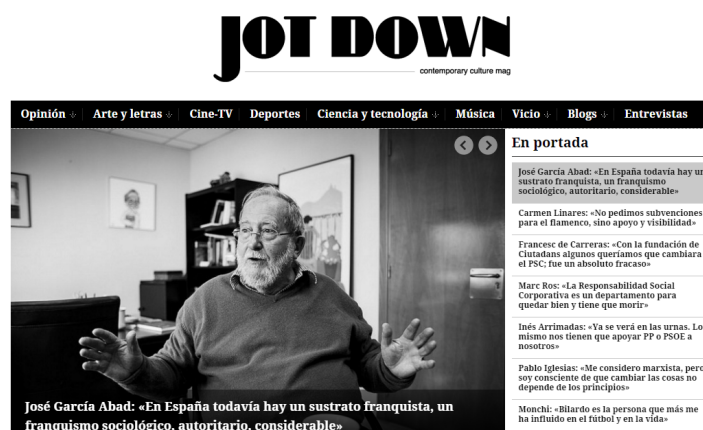 JOT DOWN
contemporary culture mag
Opinión Arte y letras Cine-TV Deportes Ciencia y tecnología Música Vicio Blogs Entrevistas
José García Abad: «En España todavía hay un sustrato franquista, un
franquismo sociológico, autoritario, considerable»
En portada
José García Abad: «En España todavía hay un
sustrato franquista, un franquismo
sociológico, autoritario, considerable»
Carmen Linares: «No pedimos subvenciones
para el flamenco, sino apoyo y visibilidad»
Francesc de Carreras: «Con la fundación de
Ciutadans algunos queríamos que cambiara
el PSC; fue un absoluto fracaso»
Marc Ros: «La Responsabilidad Social
Corporativa es un departamento para
quedar bien y tiene que morir»
Inés Arrimadas: «Ya se verá en las urnas. Lo
mismo nos tienen que apoyar PP o PSOE a
nosotros»
Pablo Iglesias: «Me considero marxista, pero
soy consciente de que cambiar las cosas no
depende de los principios»
Monchi: «Bilardo es la persona que más me
ha influido en el fútbol y en la vida»